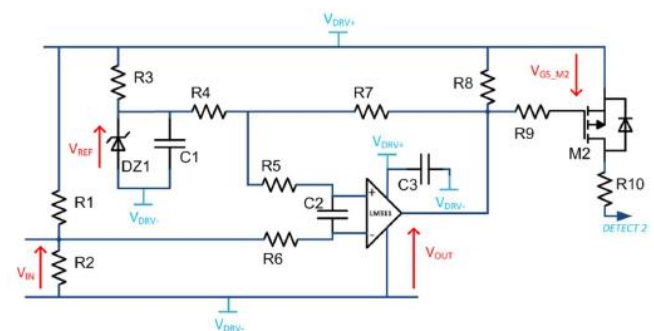 VDRV+
R3
R4
R7
R8
VGS_M2
R9
M2
VREF
DZ1
C1
VDRV+
C3
R5
R10
R1
VDRV-
C2
+
LM311
-
VDRV-
DETECT 2
VIN
R2
R6
VOUT
VDRV-